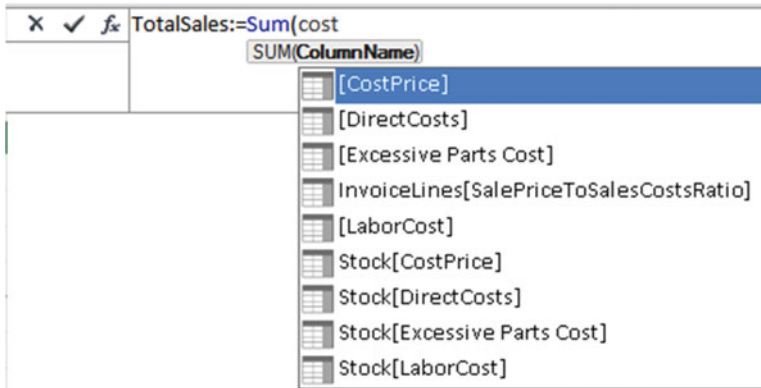 fx TotalSales:=Sum(cost
SUM(ColumnName)
[CostPrice]
[DirectCosts]
[Excessive Parts Cost]
InvoiceLines[SalePriceToSalesCostsRatio]
[LaborCost]
Stock[CostPrice]
Stock[DirectCosts]
Stock[Excessive Parts Cost]
Stock[LaborCost]